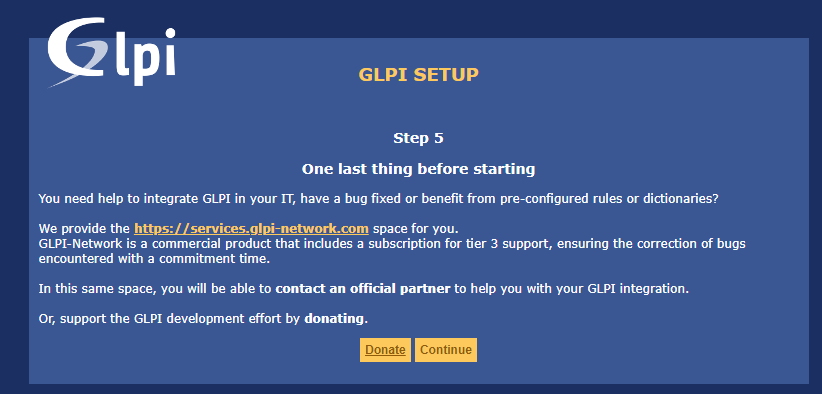 Glpi
GLPI SETUP
Step 5
One last thing before starting
You need help to integrate GLPI in your IT, have a bug fixed or benefit from pre-configured rules or dictionaries?
We provide the https://services.glpi-network.com space for you.
GLPI-Network is a commercial product that includes a subscription for tier 3 support, ensuring the correction of bugs
encountered with a commitment time.
In this same space, you will be able to contact an official partner to help you with your GLPI integration.
Or, support the GLPI development effort by donating.
Donate Continue